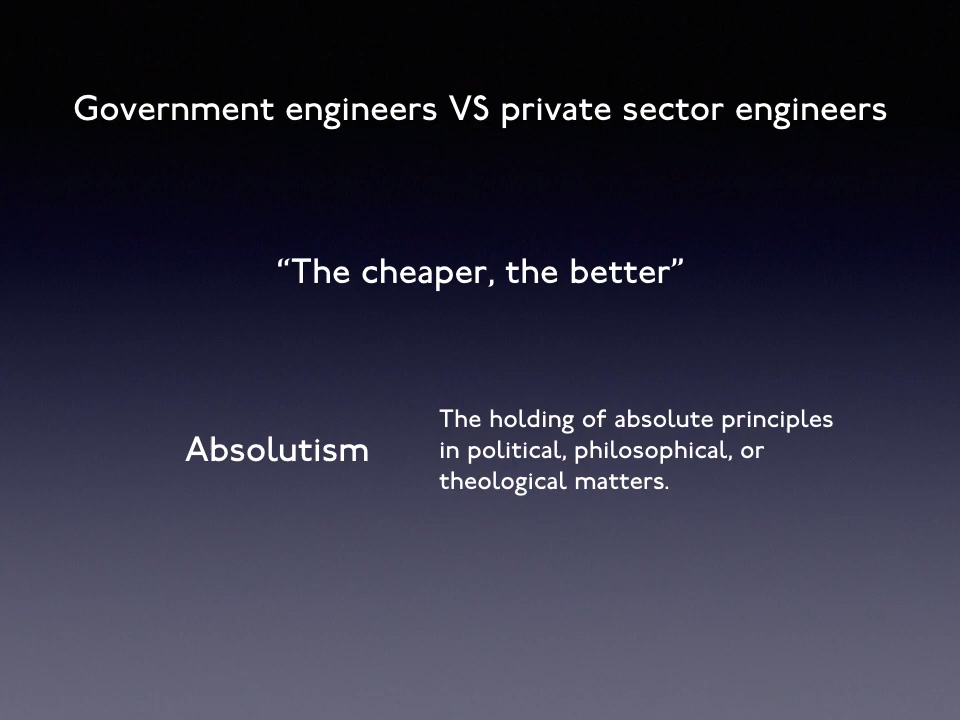 Government engineers VS private sector engineers
“The cheaper, the better”
Absolutism
The holding of absolute principles
in political, philosophical, or
theological matters.